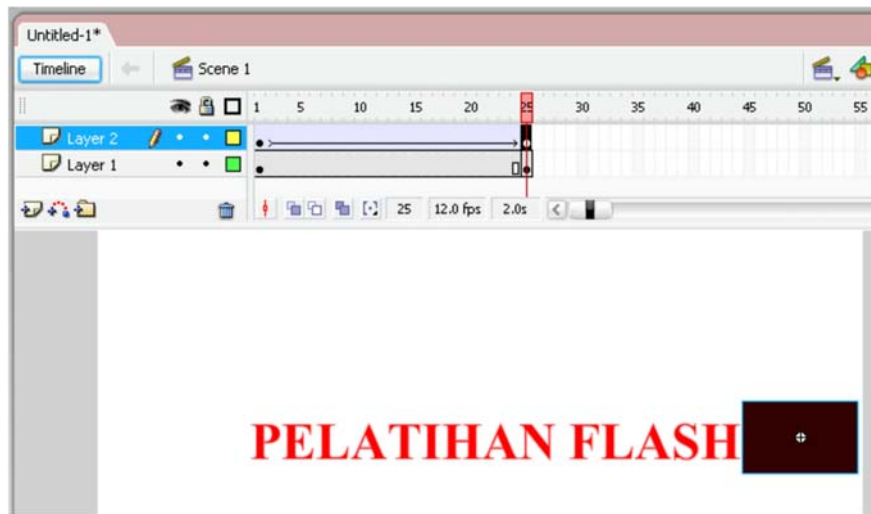 Untitled-1*
Timeline Scene 1
1 5 10 15 20 25 30 35 40 45 50 55
Layer 2
Layer 1
25 12.0 fps 2.0s
PELATIHAN FLASH